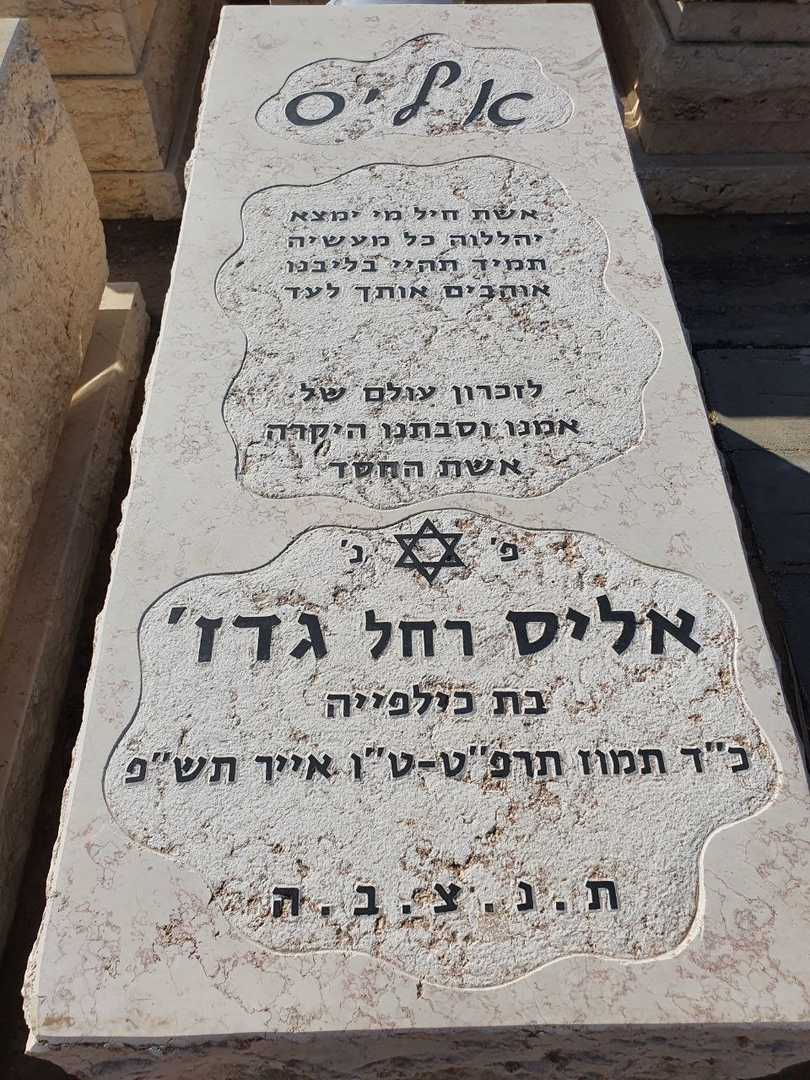 אליס
אשת חיל מי ימצא
יהללוה כל מעשיה
תמיד תהיי בליבנו
אוהבים אותך לעד
לזכרון עולם של
אמנו וסבתנו היקרה
אשת החסד
פ' נ'
אליס רחל גדז'
בת כילפייה
כ"ד תמוז תרפ"ט-ט"ו אייר תש"פ
ת.נ.צ.ב.ה